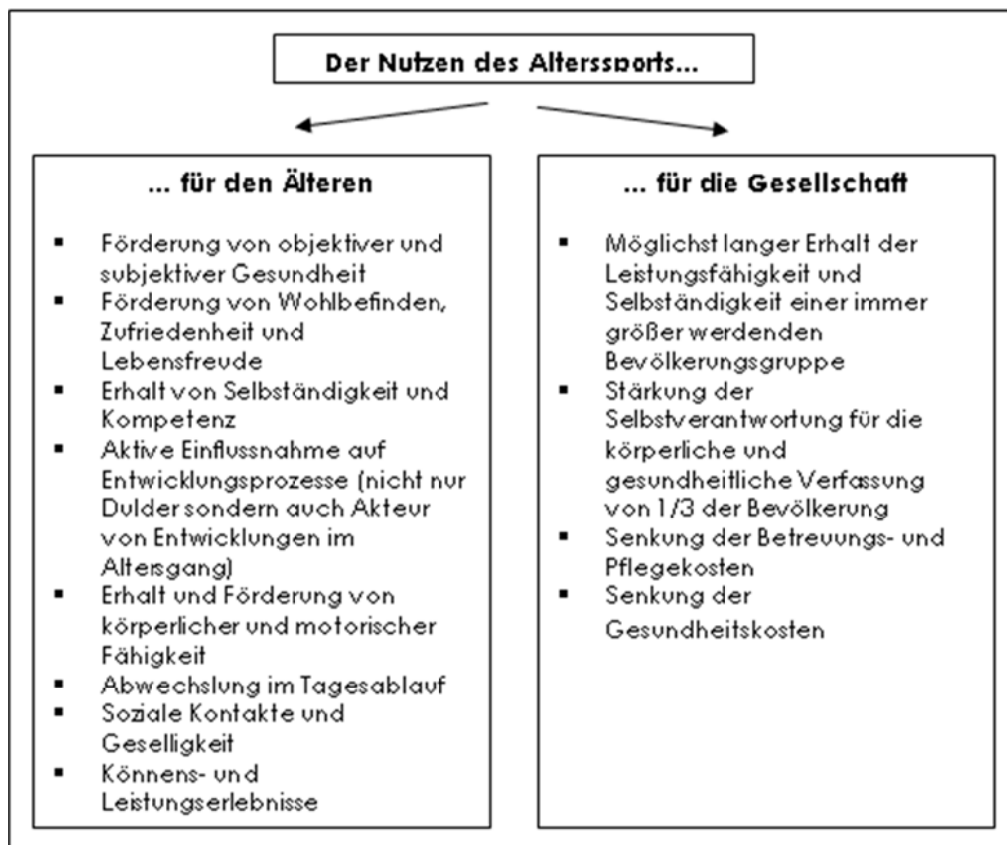 Der Nutzen des Alterssports...
... für den Älteren
▪ Förderung von objektiver und
subjektiver Gesundheit
▪ Förderung von Wohlbefinden,
Zufriedenheit und
Lebensfreude
▪ Erhalt von Selbständigkeit und
Kompetenz
▪ Aktive Einflussnahme auf
Entwicklungsprozesse (nicht nur
Dulder sondern auch Akteur
von Entwicklungen im
Altersgang)
▪ Erhalt und Förderung von
körperlicher und motorischer
Fähigkeit
▪ Abwechslung im Tagesablauf
▪ Soziale Kontakte und
Geselligkeit
▪ Könnens- und
Leistungserlebnisse
... für die Gesellschaft
▪ Möglichst langer Erhalt der
Leistungsfähigkeit und
Selbständigkeit einer immer
größer werdenden
Bevölkerungsgruppe
▪ Stärkung der
Selbstverantwortung für die
körperliche und
gesundheitliche Verfassung
von 1/3 der Bevölkerung
▪ Senkung der Betreuungs- und
Pflegekosten
▪ Senkung der
Gesundheitskosten